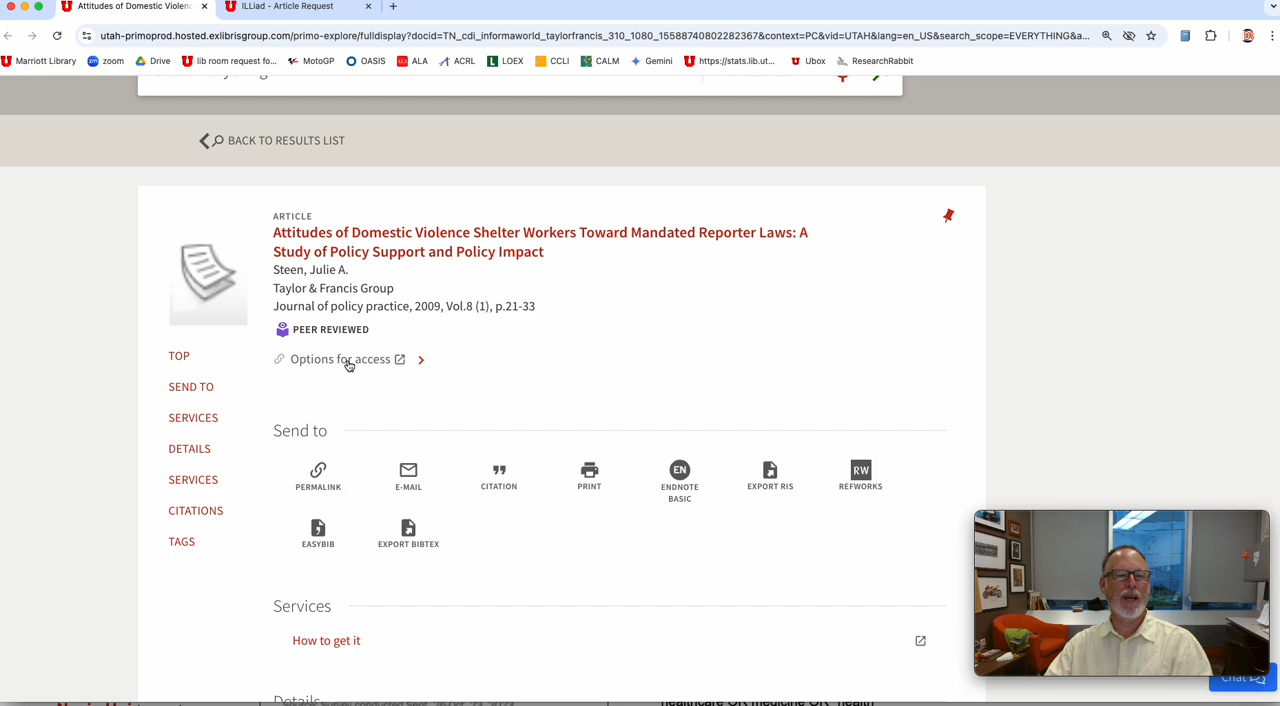 Attitudes of Domestic Violenc
ILLiad - Article Request
utah-primoprod.hosted.exlibrisgroup.com/primo-explore/fulldisplay?docid=TN_cdi_informaworld_taylorfrancis_310_1080_15588740802282367&context=PC&vid=UTAH&lang=en_US&search_scope=EVERYTHING&a...
Marriott Library zoom Drive lib room request fo... MotoGP OASIS ALA ACRL LOEX CCLI CALM Gemini https://stats.lib.ut... Ubox ResearchRabbit
BACK TO RESULTS LIST
ARTICLE
Attitudes of Domestic Violence Shelter Workers Toward Mandated Reporter Laws: A
Study of Policy Support and Policy Impact
Steen, Julie A.
Taylor & Francis Group
Journal of policy practice, 2009, Vol.8 (1), p.21-33
PEER REVIEWED
Options for access
TOP
SEND TO
SERVICES
DETAILS
SERVICES
CITATIONS
TAGS
Send to
PERMALINK
E-MAIL
CITATION
PRINT
EN
ENDNOTE
BASIC
EXPORT RIS
RW
REFWORKS
EASYBIB
EXPORT BIBTEX
Services
How to get it
Details
Chat